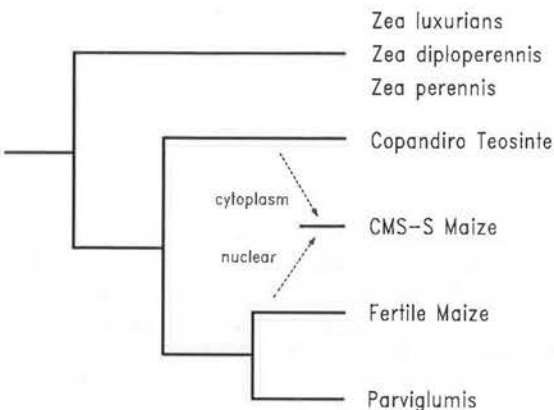 Zea luxurians
Zea diploperennis
Zea perennis
Copandiro Teosinte
cytoplasm
CMS-S Maize
nuclear
Fertile Maize
Parviglumis